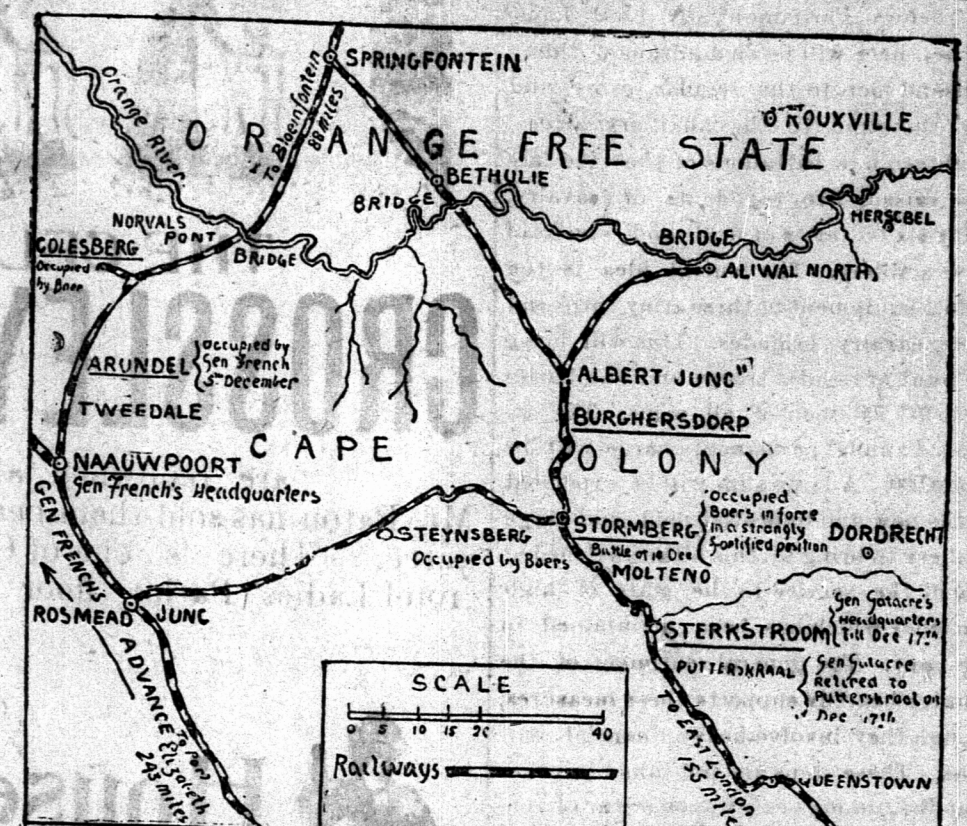 SPRINGFONTEIN
Orange River
To Bloemfontein
88 Miles
ORANGE FREE STATE
ROUXVILLE
BETHULIE
BRIDGE
NORVALS
PONT
BRIDGE
BRIDGE
HERSCBEL
COLESBERG
Occupied
by Boer
ALIWAL NORTH
ARUNDEL
Occupied by
Gen French
5th December
ALBERT JUNCn
TWEEDALE
BURGHERSDORP
CAPE COLONY
NAAUWPOORT
Gen French's Headquarters
STEYNSBERG
Occupied by Boers
STORMBERG
Battle of 10 Dec
Occupied
Boers in force
in a strongly
fortified position
DORDRECHT
MOLTENO
GEN FRENCH'S
ADVANCE
ROSMEAD JUNC
STERKSTROOM
Gen Gatacre's
Headquarters
Till Dec 17th
PUTTERSKRAAL
Gen Gutacre
Retired to
Putterskraal on
Dec 17th
To Port
Elizabeth
243 miles
SCALE
0 5 10 15 20 40
Railways
TO EAST LONDON
155 MILES
QUEENSTOWN